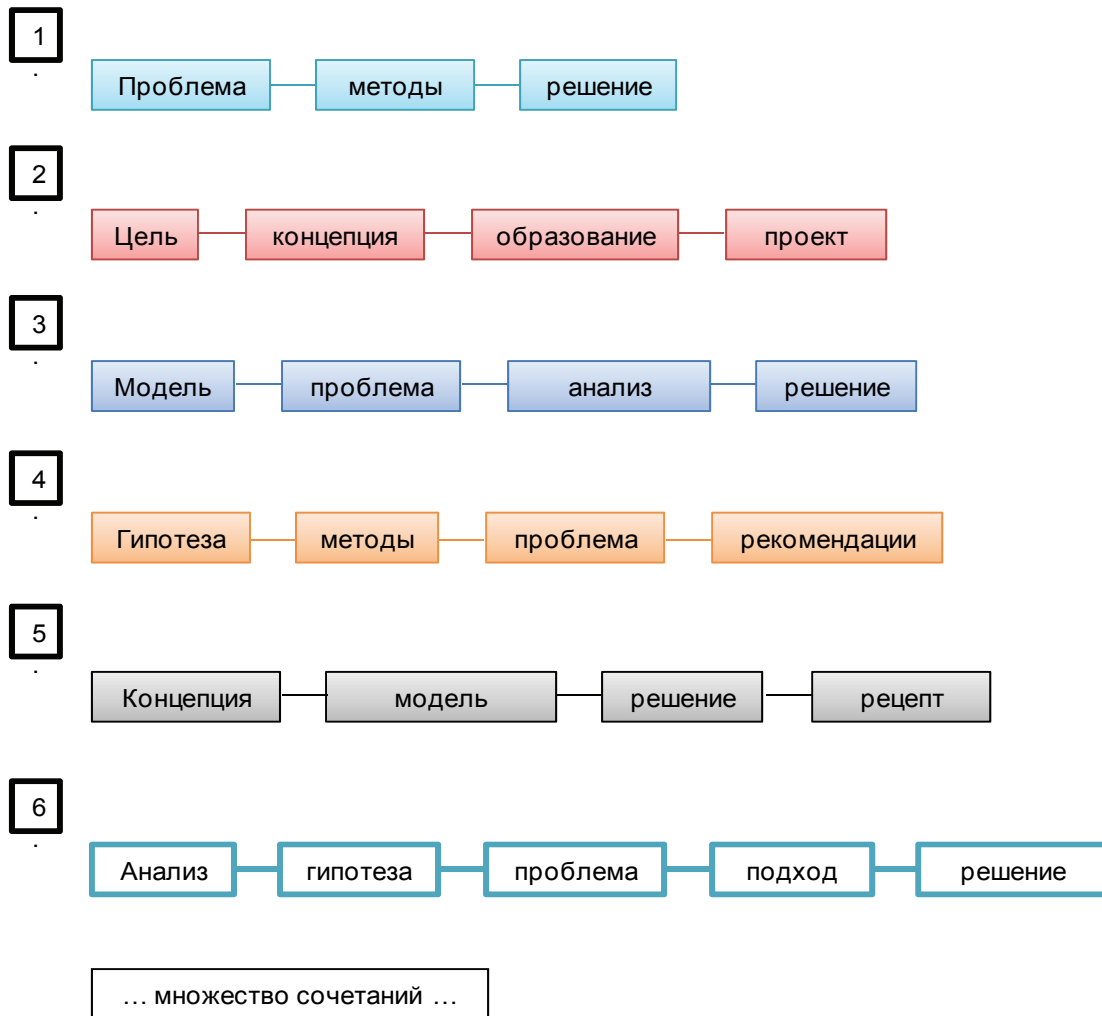 1
.
Проблема методы решение
2
.
Цель концепция образование проект
3
.
Модель проблема анализ решение
4
.
Гипотеза методы проблема рекомендации
5
.
Концепция модель решение рецепт
6
.
Анализ гипотеза проблема подход решение
… множество сочетаний …